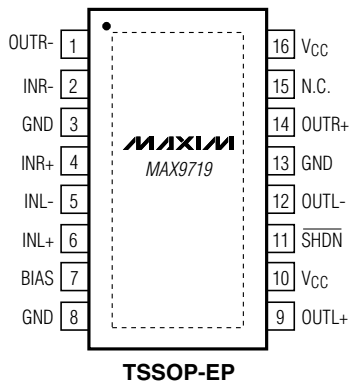 OUTR- 1
INR- 2
GND 3
INR+ 4
INL- 5
INL+ 6
BIAS 7
GND 8
MAXIM
MAX9719
16 VCC
15 N.C.
14 OUTR+
13 GND
12 OUTL-
11 SHDN
10 VCC
9 OUTL+
TSSOP-EP